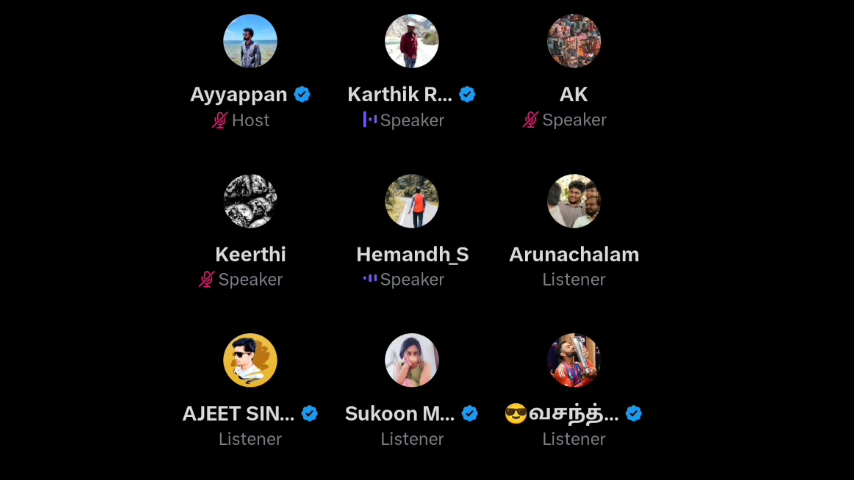 Ayyappan
Karthik R...
AK
Host
Speaker
Speaker
Keerthi
Hemandh_S
Arunachalam
Speaker
Speaker
Listener
AJEET SIN...
Sukoon M...
😎வசந்த்...
Listener
Listener
Listener